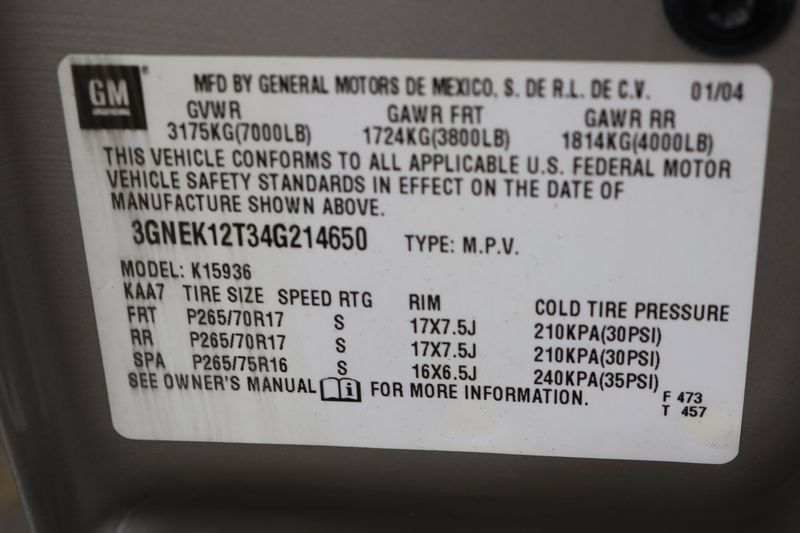 GM MFD BY GENERAL MOTORS DE MEXICO, S. DE R.L. DE C.V. 01/04
GVWR GAWR FRT GAWR RR
3175KG(7000LB) 1724KG(3800LB) 1814KG(4000LB)
THIS VEHICLE CONFORMS TO ALL APPLICABLE U.S. FEDERAL MOTOR
VEHICLE SAFETY STANDARDS IN EFFECT ON THE DATE OF
MANUFACTURE SHOWN ABOVE.
3GNEK12T34G214650 TYPE: M.P.V.
MODEL: K15936
KAA7 TIRE SIZE SPEED RTG RIM COLD TIRE PRESSURE
FRT P265/70R17 S 17X7.5J 210KPA(30PSI)
RR P265/70R17 S 17X7.5J 210KPA(30PSI)
SPA P265/75R16 S 16X6.5J 240KPA(35PSI)
SEE OWNER'S MANUAL i FOR MORE INFORMATION.
F 473
T 457